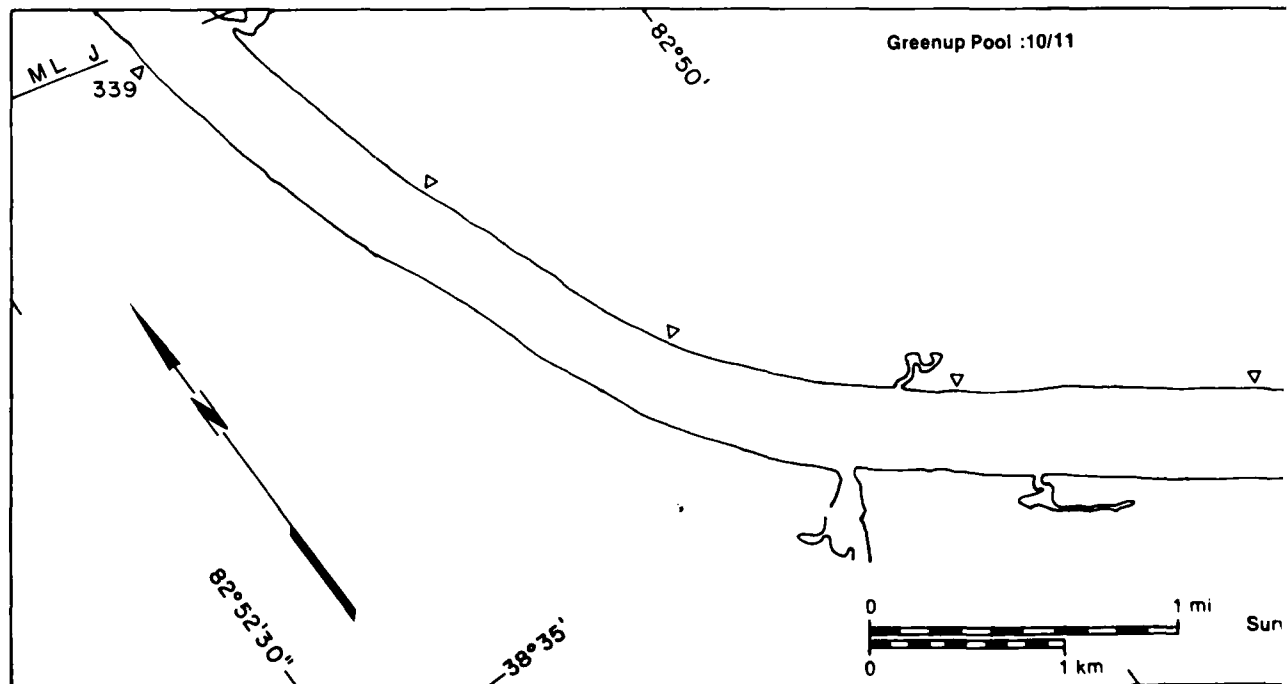 82°50'
Greenup Pool :10/11
ML J
339
N
82°52'30"
38°35'
0 1 mi
0 1 km
Sur